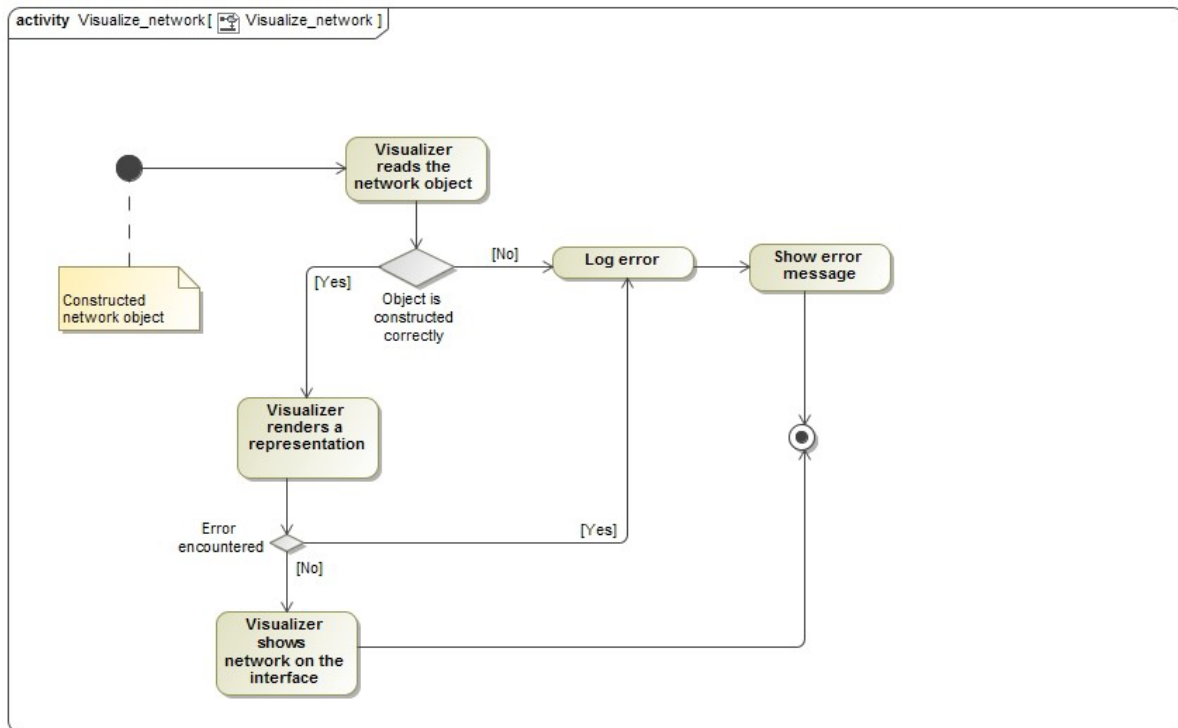 activity Visualize_network[ Visualize_network ]
Visualizer
reads the
network object
[No]
Log error
Show error
message
[Yes]
Object is
constructed
correctly
Constructed
network object
Visualizer
renders a
representation
Error
encountered
[Yes]
[No]
Visualizer
shows
network on the
interface